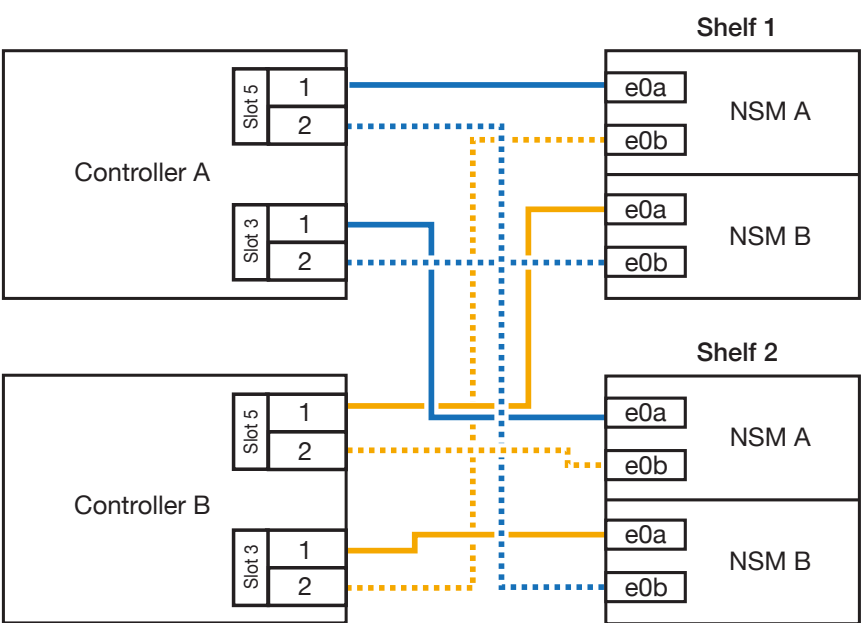 Shelf 1
Controller A
Slot 5
1
2
Slot 3
1
2
e0a
e0b
NSM A
e0a
e0b
NSM B
Shelf 2
Controller B
Slot 5
1
2
Slot 3
1
2
e0a
e0b
NSM A
e0a
e0b
NSM B